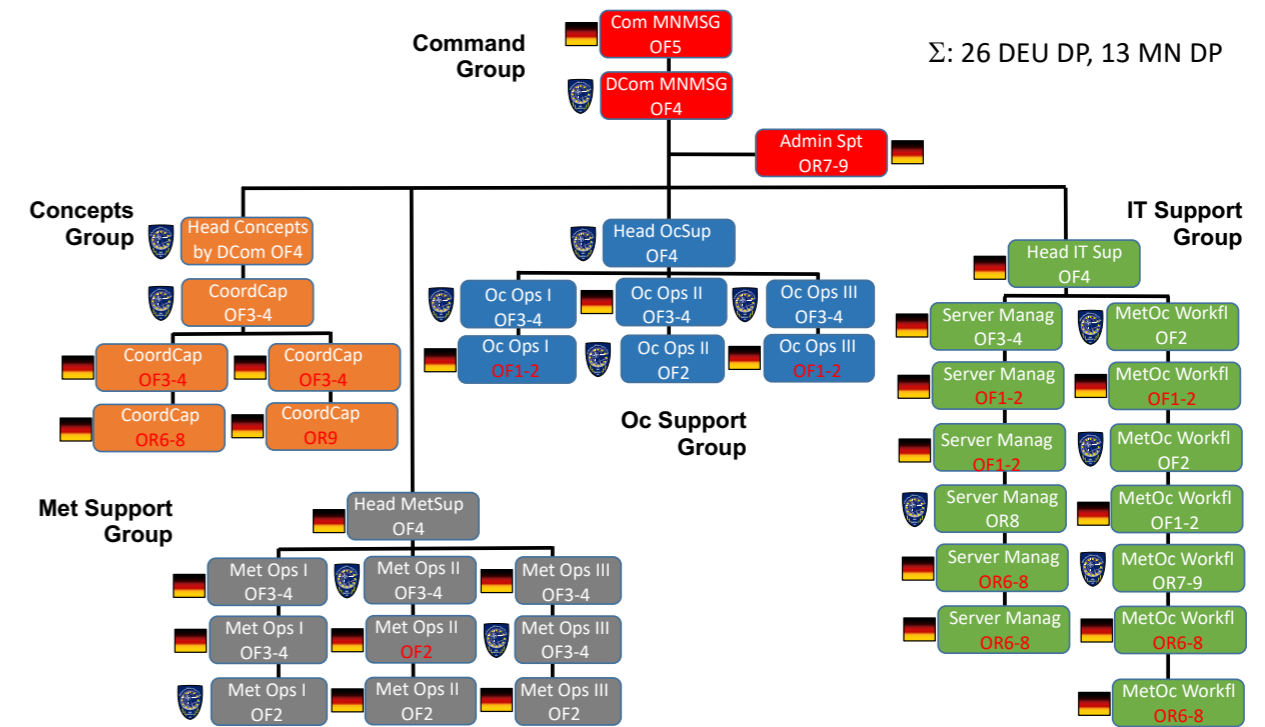 Command
Group
Com MNMSG
OF5
Σ: 26 DEU DP, 13 MN DP
DCom MNMSG
OF4
Admin Spt
OR7-9
Concepts
Group
Head Concepts
by DCom OF4
CoordCap
OF3-4
CoordCap
OF3-4
CoordCap
OF3-4
CoordCap
OR6-8
CoordCap
OR9
Head OcSup
OF4
Oc Ops I
OF3-4
Oc Ops II
OF3-4
Oc Ops III
OF3-4
Oc Ops I
OF1-2
Oc Ops II
OF2
Oc Ops III
OF1-2
Oc Support
Group
IT Support
Group
Head IT Sup
OF4
Server Manag
OF3-4
MetOc Workfl
OF2
Server Manag
OF1-2
MetOc Workfl
OF1-2
Server Manag
OF1-2
MetOc Workfl
OF2
Server Manag
OR8
MetOc Workfl
OF1-2
Server Manag
OR6-8
MetOc Workfl
OR7-9
Server Manag
OR6-8
MetOc Workfl
OR6-8
MetOc Workfl
OR6-8
Met Support
Group
Head MetSup
OF4
Met Ops I
OF3-4
Met Ops II
OF3-4
Met Ops III
OF3-4
Met Ops I
OF3-4
Met Ops II
OF2
Met Ops III
OF3-4
Met Ops I
OF2
Met Ops II
OF2
Met Ops III
OF2